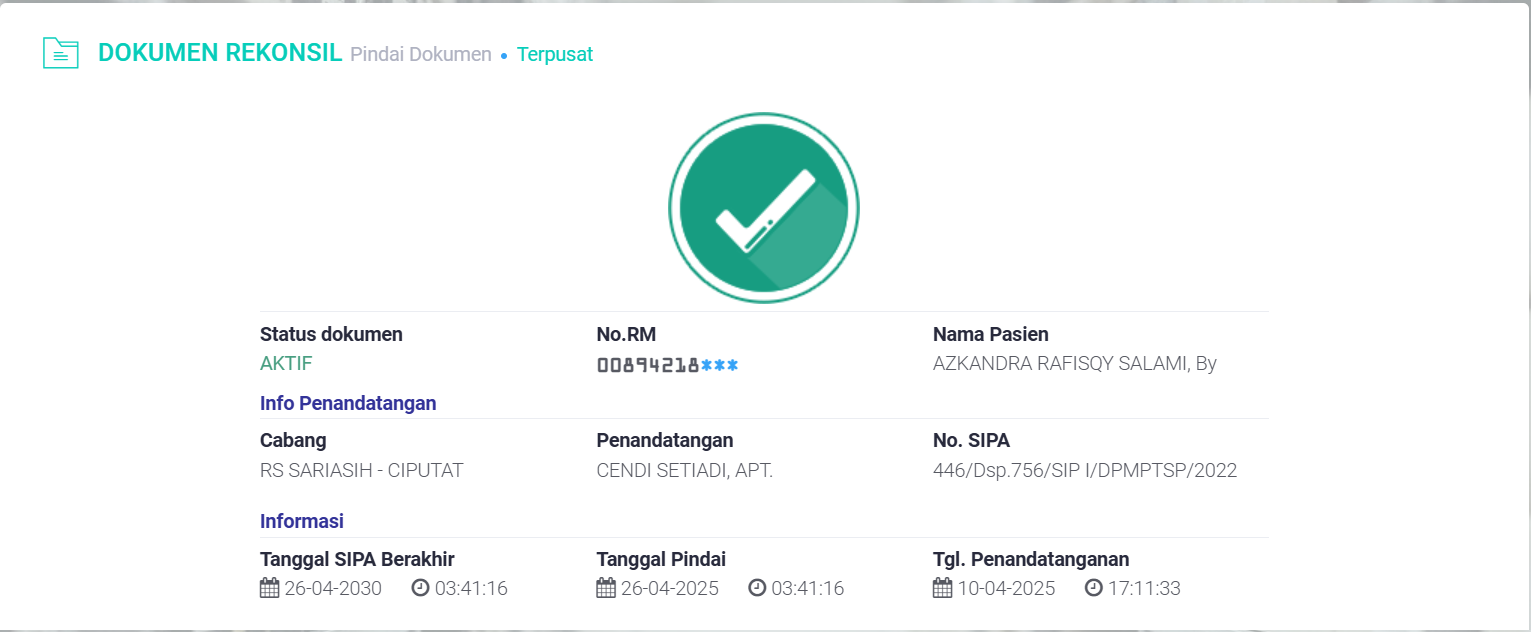 DOKUMEN REKONSIL Pindai Dokumen • Terpusat
Status dokumen No.RM Nama Pasien
AKTIF 00894218*** AZKANDRA RAFISQY SALAMI, By
Info Penandatangan
Cabang Penandatangan No. SIPA
RS SARIASIH - CIPUTAT CENDI SETIADI, APT. 446/Dsp.756/SIP I/DPMPTSP/2022
Informasi
Tanggal SIPA Berakhir Tanggal Pindai Tgl. Penandatanganan
26-04-2030 03:41:16 26-04-2025 03:41:16 10-04-2025 17:11:33